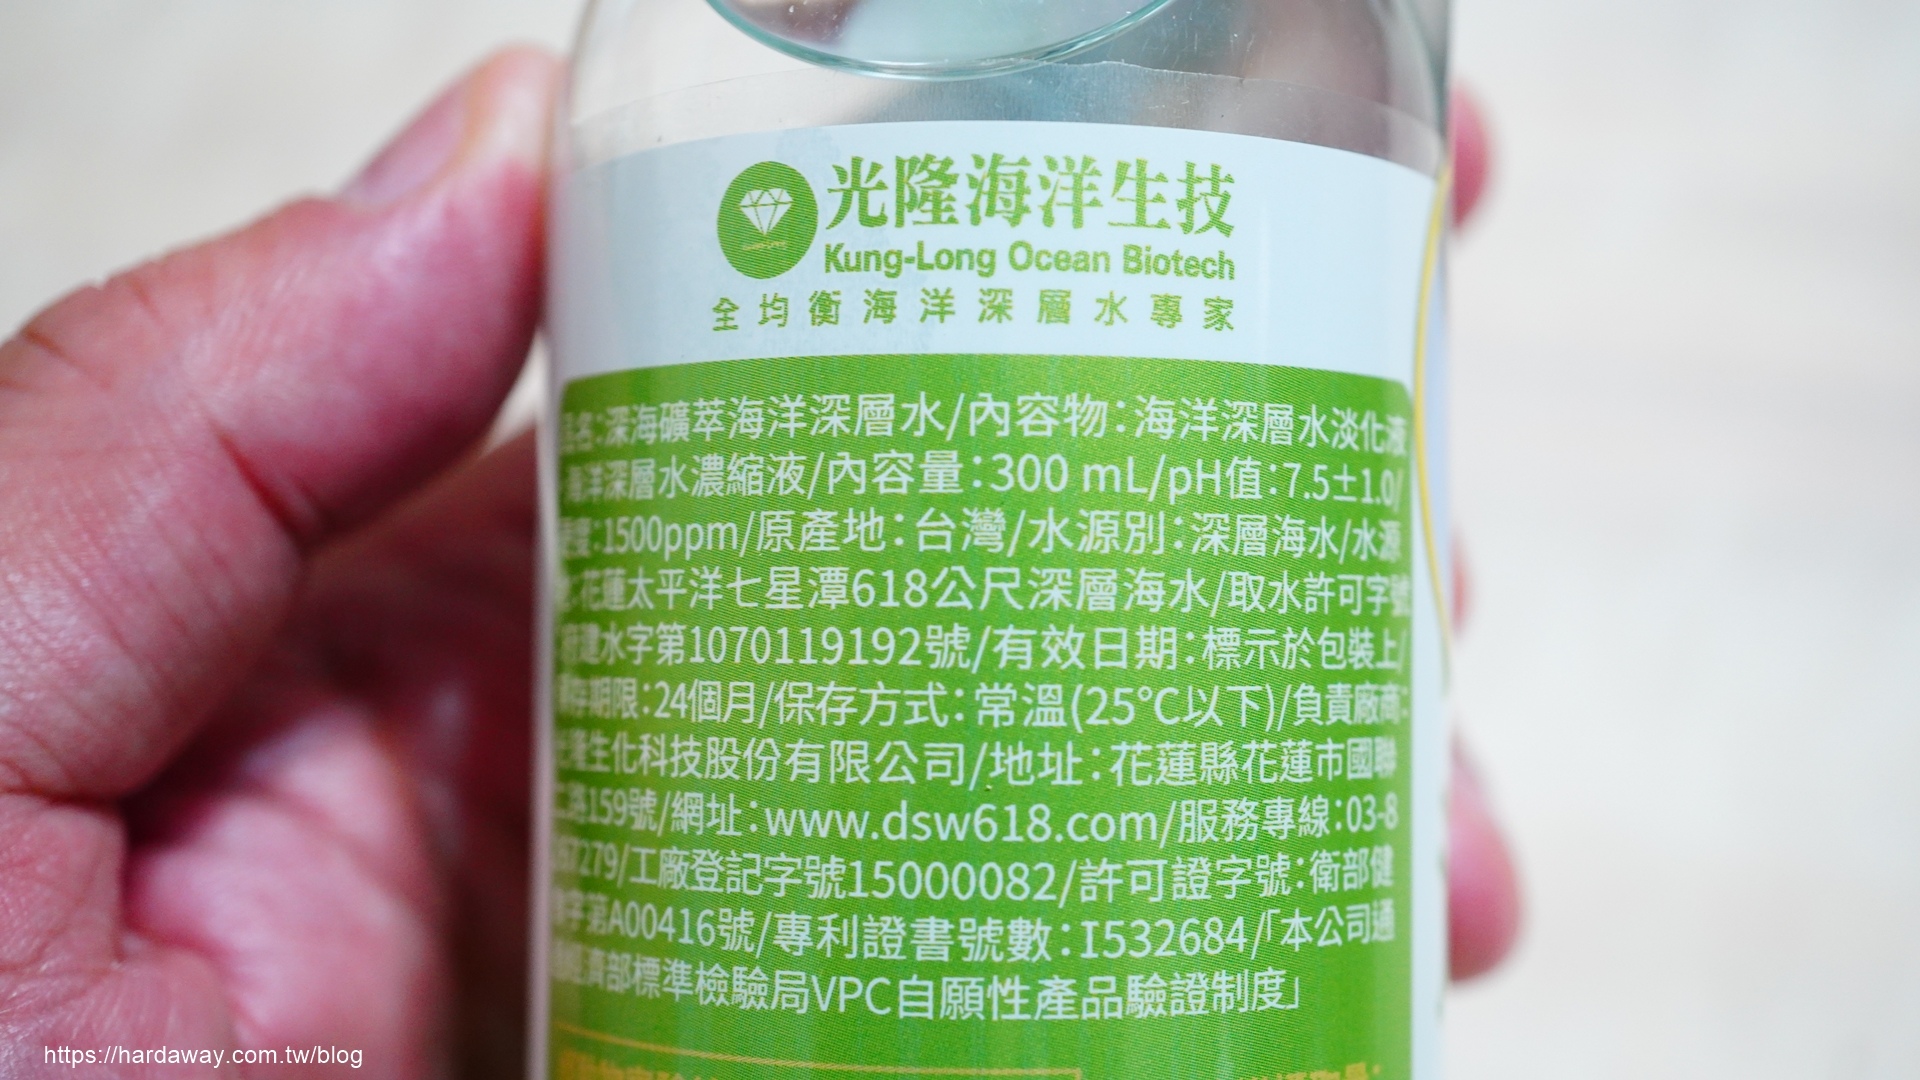 光隆海洋生技
Kung-Long Ocean Biotech
全均衡海洋深層水專家
品名:深海礦萃海洋深層水/內容物:海洋深層水淡化液
海洋深層水濃縮液/內容量:300 mL/pH值:7.5±1.0/
硬度:1500ppm/原產地:台灣/水源別:深層海水/水源
花蓮太平洋七星潭618公尺深層海水/取水許可字號
建水字第1070119192號/有效日期:標示於包裝上/
保存期限:24個月/保存方式:常溫(25°C以下)/負責廠商:
光隆生化科技股份有限公司/地址:花蓮縣花蓮市國聯
二路159號/網址:www.dsw618.com/服務專線:03-8
7279/工廠登記字號15000082/許可證字號:衛部健
字第A00416號/專利證書號數:I532684/「本公司通
經濟部標準檢驗局VPC自願性產品驗證制度」
https://hardaway.com.tw/blog